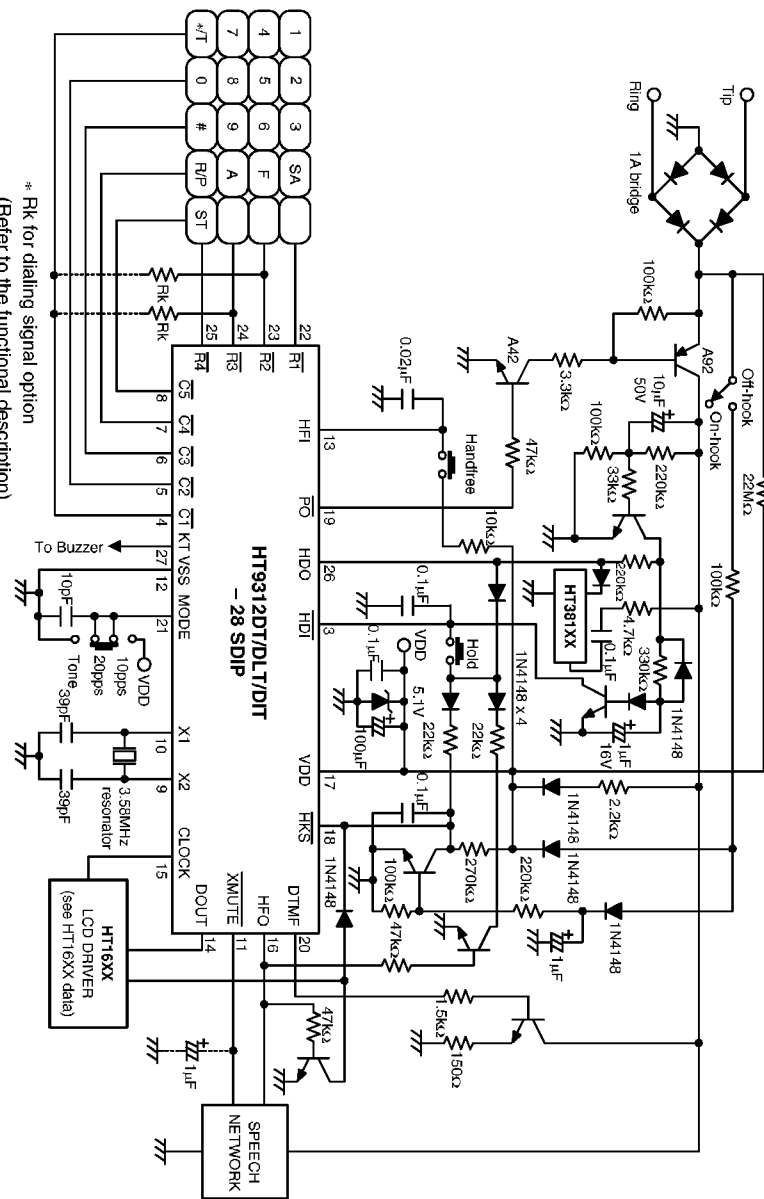 Tip
Ring
1A bridge
100kΩ
A92
Off-hook
On-hook
22MΩ
100kΩ
10μF
50V
100kΩ
220kΩ
33kΩ
3.3kΩ
A42
47kΩ
0.02μF
Handfree
10kΩ
220kΩ
HT381XX
4.7kΩ
0.1μF
330kΩ
1N4148
1μF
16V
0.1μF
Hold
1N4148 x 4
22kΩ
22kΩ
VDD
0.1μF
5.1V
100μF
0.1μF
1N4148
2.2kΩ
1N4148
270kΩ
100kΩ
220kΩ
1N4148
1μF
47kΩ
1N4148
1.5kΩ
150Ω
47kΩ
1μF
SPEECH
NETWORK
1 2 3 SA
4 5 6 F
7 8 9 A
*/T 0 # R/P ST
Rk
Rk
22 23 24 25
R1 R2 R3 R4
8 7 6 5 4 27 12 21 10 9 15
C5 C4 C3 C2 C1 KT VSS MODE X1 X2 CLOCK
13 19 26 3 17 18
HFI PO HDO HDI VDD HKS
20 16 11 14
DTMF HFO XMUTE DOUT
HT9312DT/DLT/DIT
– 28 SDIP
To Buzzer
10pF
VDD
10pps
20pps
Tone
39pF
39pF
3.58MHz
resonator
HT16XX
LCD DRIVER
(see HT16XX data)
* Rk for dialing signal option
(Refer to the functional description)